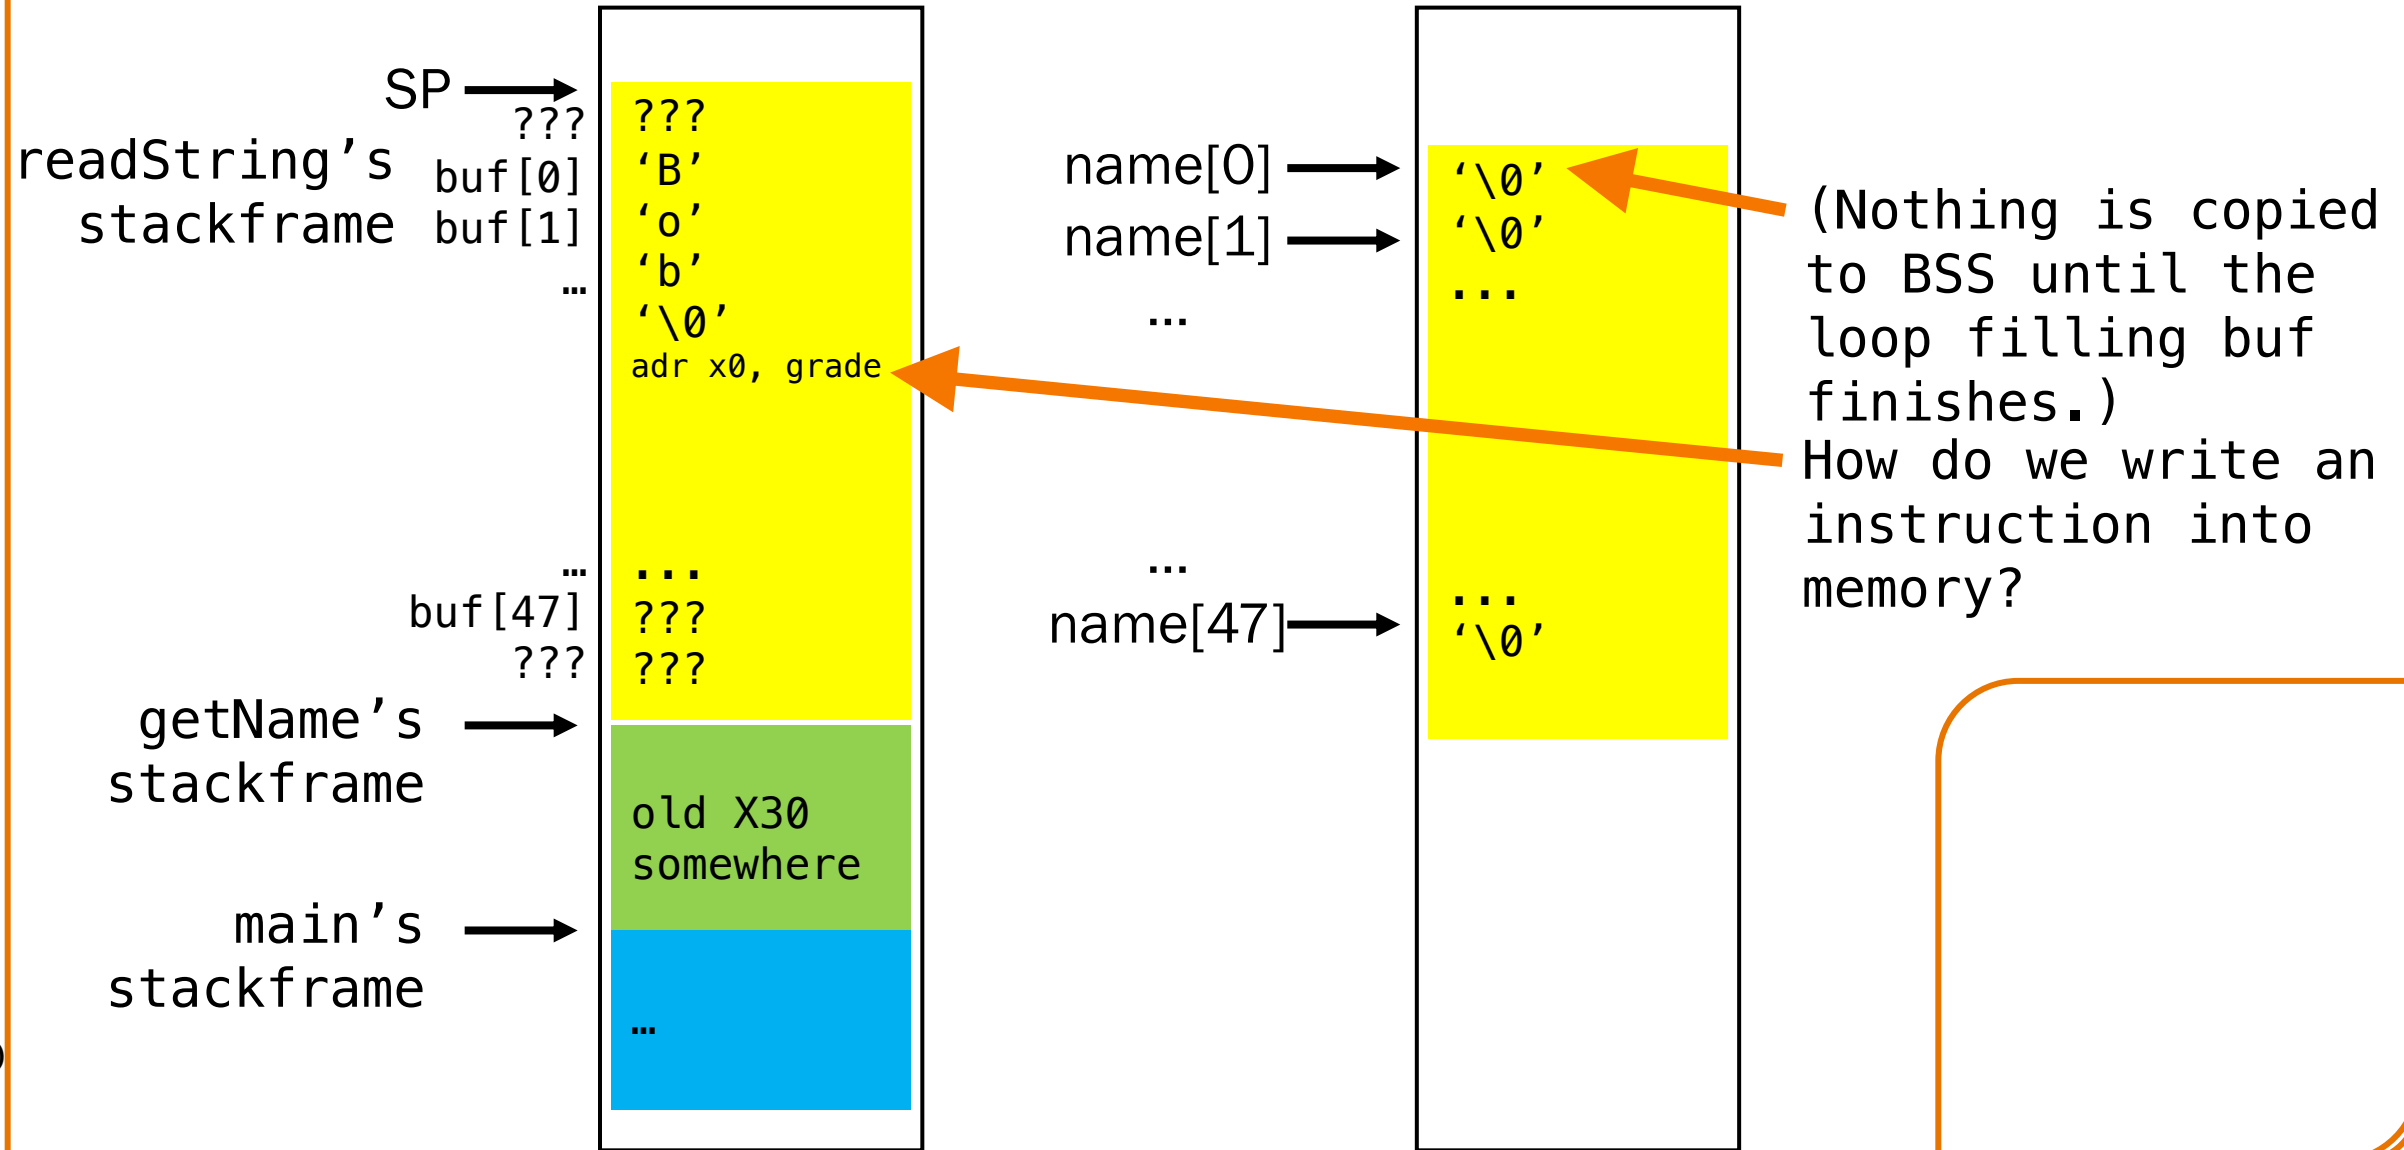 SP
???
readString’s
stackframe
buf[0]
buf[1]
…
…
buf[47]
???
getName’s
stackframe
main’s
stackframe
???
‘B’
‘o’
‘b’
‘\0’
adr x0, grade
...
???
???
old X30
somewhere
…
name[0]
name[1]
...
...
name[47]
‘\0’
‘\0’
...
...
‘\0’
(Nothing is copied
to BSS until the
loop filling buf
finishes.)
How do we write an
instruction into
memory?